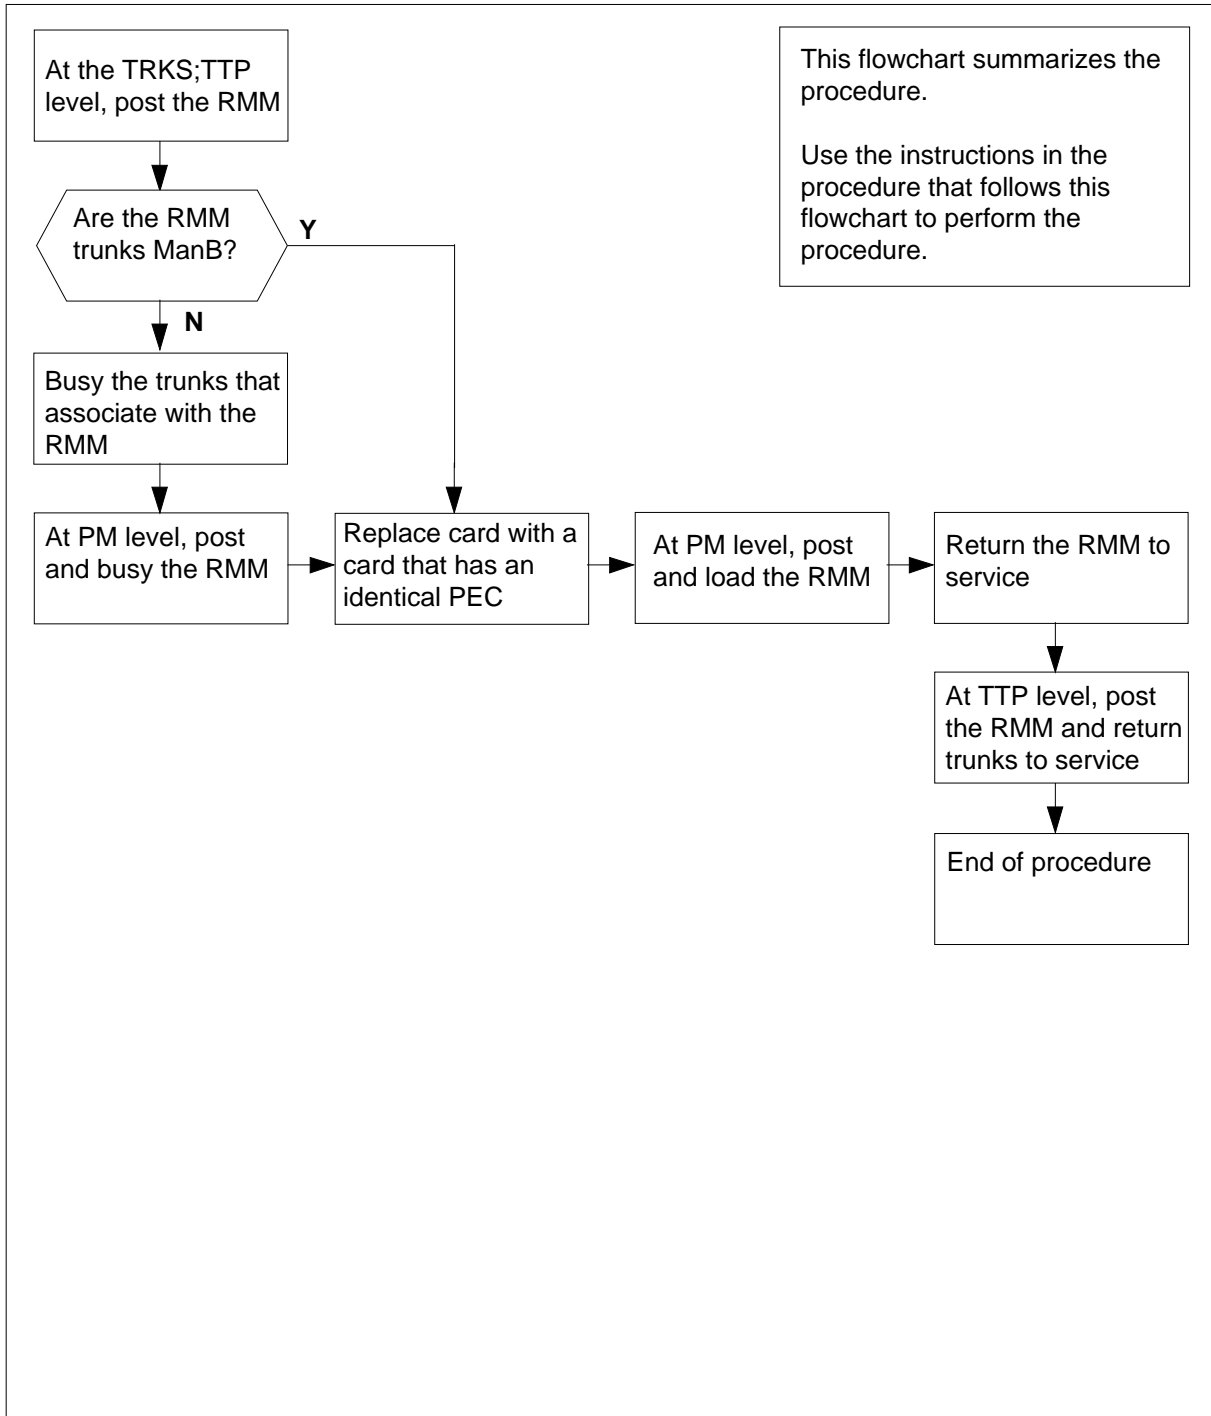 At the TRKS;TTP
level, post the RMM
This flowchart summarizes the
procedure.
Use the instructions in the
procedure that follows this
flowchart to perform the
procedure.
Are the RMM
trunks ManB?
Y
N
Busy the trunks that
associate with the
RMM
At PM level, post
and busy the RMM
Replace card with a
card that has an
identical PEC
At PM level, post
and load the RMM
Return the RMM to
service
At TTP level, post
the RMM and return
trunks to service
End of procedure